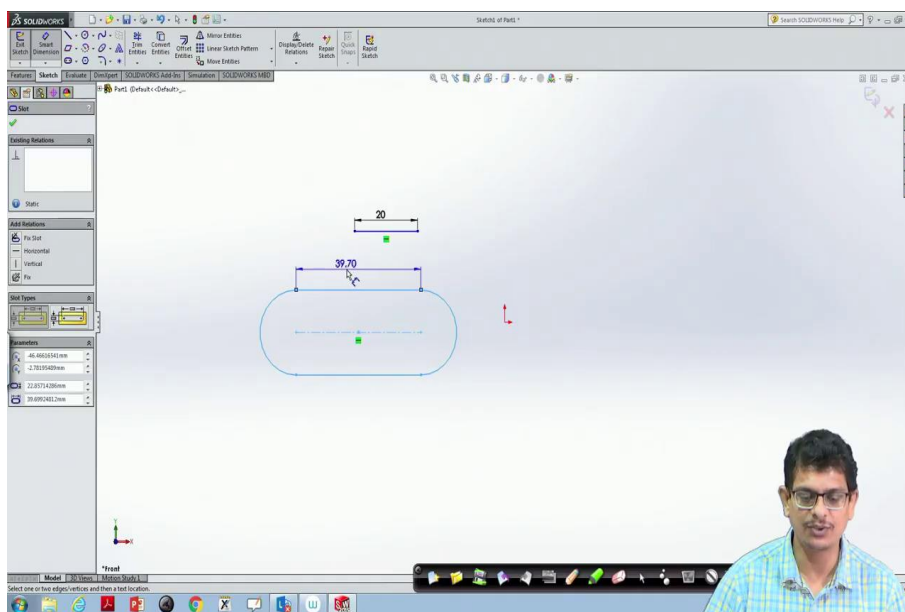 SOLIDWORKS
Sketch1 of Part1 *
Search SOLIDWORKS Help
Exit Sketch
Smart Dimension
Trim Entities
Convert Entities
Offset Entities
Mirror Entities
Linear Sketch Pattern
Move Entities
Display/Delete Relations
Repair Sketch
Quick Snaps
Rapid Sketch
Features
Sketch
Evaluate
DimXpert
SOLIDWORKS Add-Ins
Simulation
SOLIDWORKS MBD
Part1 (Default<<Default>_...
Slot
?
Existing Relations
Static
Add Relations
Fix Slot
Horizontal
Vertical
Fix
Slot Types
Parameters
-46.46616541mm
-2.78195489mm
22.85714286mm
39.69924812mm
20
39.70
Y
X
*Front
Model
3D Views
Motion Study 1
Select one or two edges/vertices and then a text location.